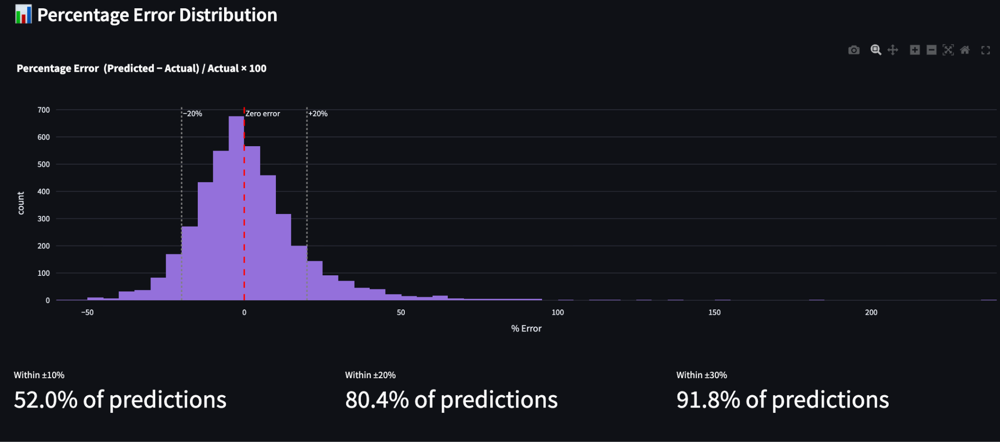 📊 Percentage Error Distribution
Percentage Error (Predicted − Actual) / Actual × 100
700
600
500
400
300
200
100
0
count
−20%
Zero error
+20%
−50
0
50
100
150
200
% Error
Within ±10%
52.0% of predictions
Within ±20%
80.4% of predictions
Within ±30%
91.8% of predictions